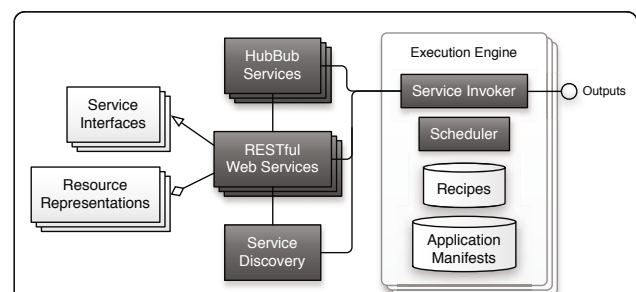 HubBub
Services
Execution Engine
Service Invoker
Outputs
Service
Interfaces
Scheduler
RESTful
Web Services
Resource
Representations
Recipes
Service
Discovery
Application
Manifests